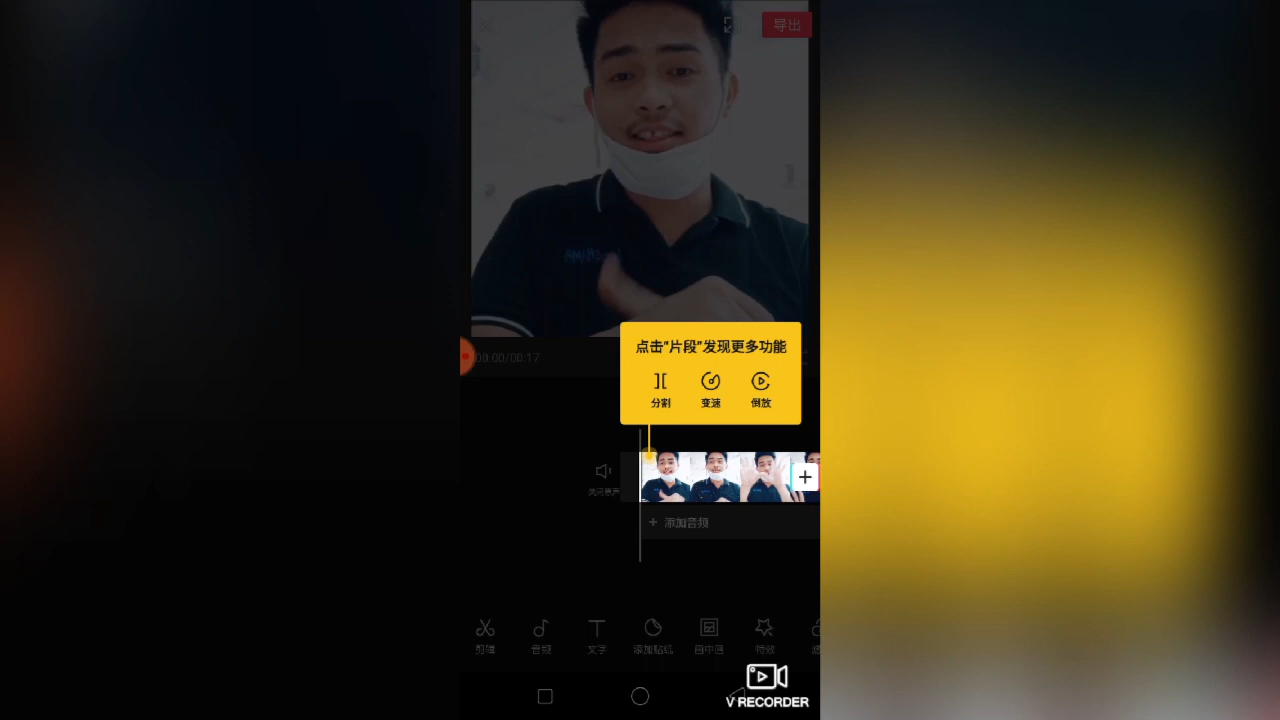 导出
点击"片段"发现更多功能
分割 变速 倒放
00:00/00:17
关闭原声
+ 添加音频
剪辑 音频 文字 添加贴纸 画中画 特效
V RECORDER